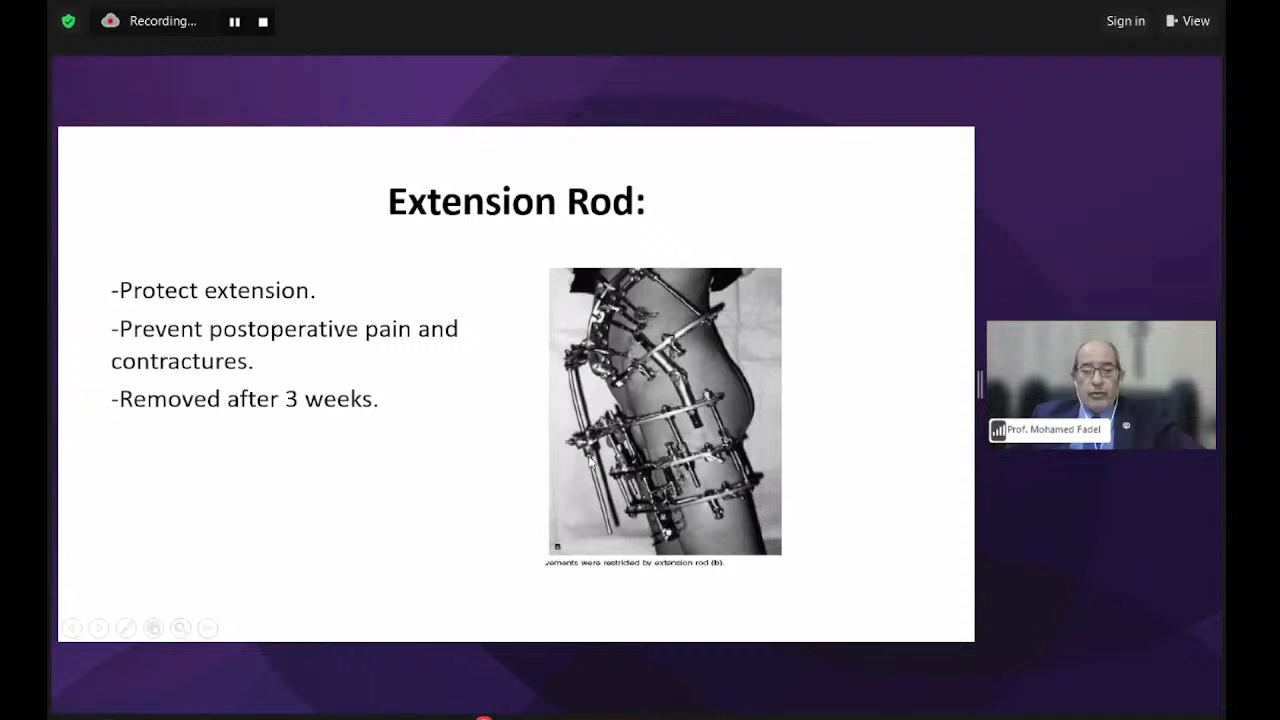 Recording...
Sign in
View
Extension Rod:
-Protect extension.
-Prevent postoperative pain and
contractures.
-Removed after 3 weeks.
vements were restricted by extension rod (b).
Prof. Mohamed Fadel